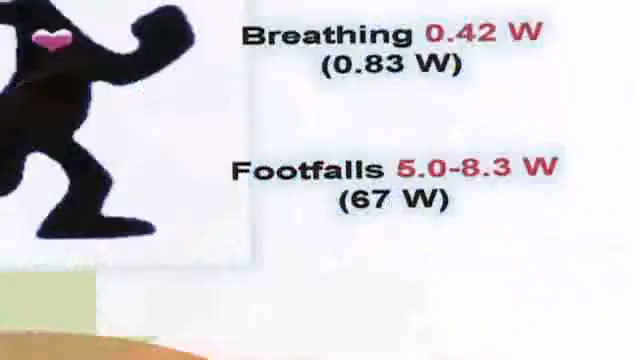 Breathing 0.42 W
(0.83 W)
Footfalls 5.0-8.3 W
(67 W)